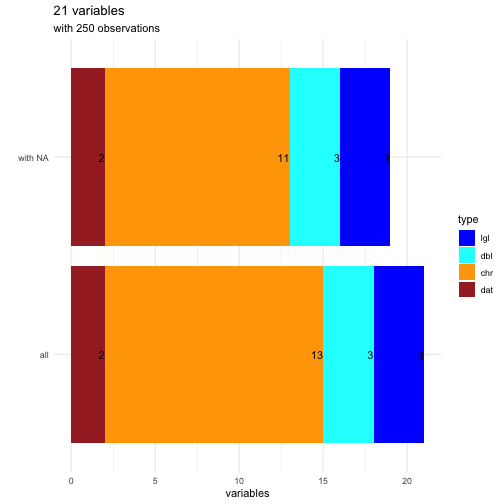 21 variables
with 250 observations
with NA
2 11 3 3
all
2 13 3 3
type
lgl
dbl
chr
dat
0 5 10 15 20
variables